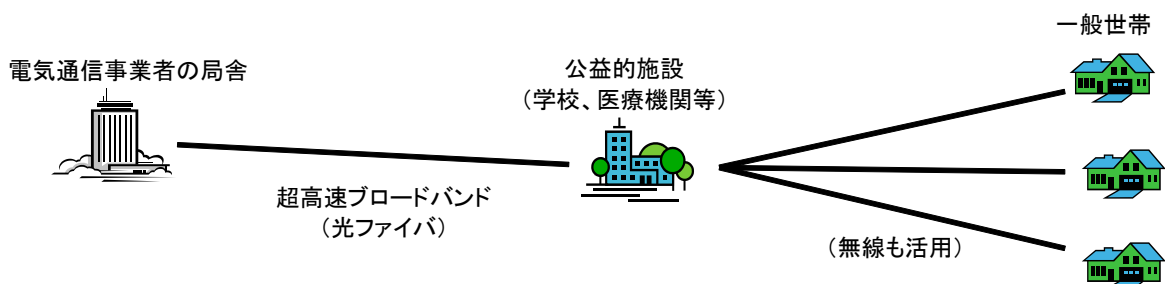 一般世帯
電気通信事業者の局舎
公益的施設
（学校、医療機関等）
超高速ブロードバンド
（光ファイバ）
（無線も活用）